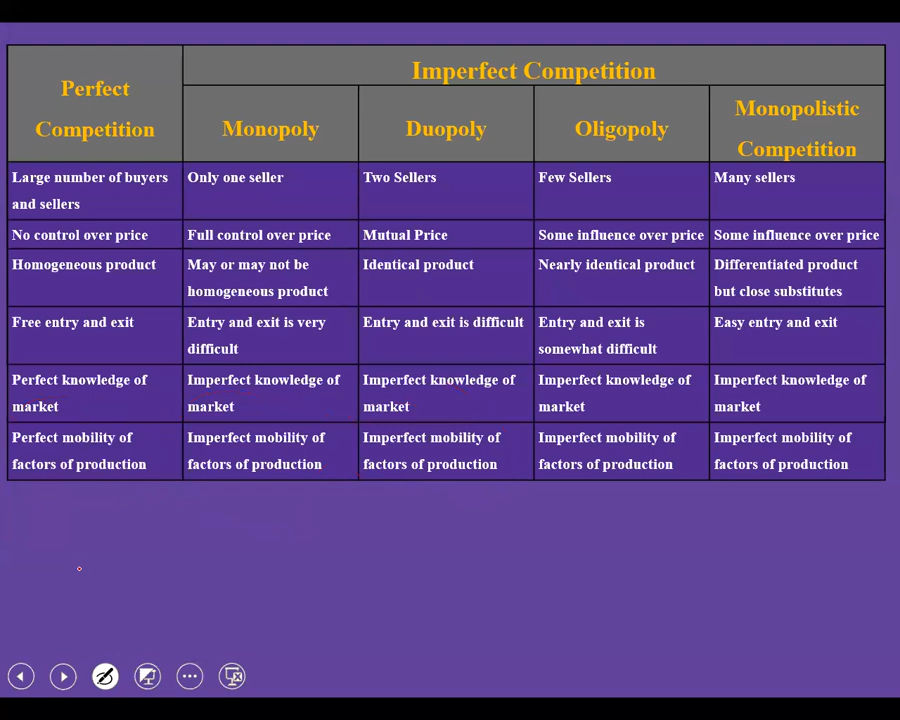 Perfect
Competition
Imperfect Competition
Monopoly
Duopoly
Oligopoly
Monopolistic
Competition
Large number of buyers
and sellers
Only one seller
Two Sellers
Few Sellers
Many sellers
No control over price
Full control over price
Mutual Price
Some influence over price
Some influence over price
Homogeneous product
May or may not be
homogeneous product
Identical product
Nearly identical product
Differentiated product
but close substitutes
Free entry and exit
Entry and exit is very
difficult
Entry and exit is difficult
Entry and exit is
somewhat difficult
Easy entry and exit
Perfect knowledge of
market
Imperfect knowledge of
market
Imperfect knowledge of
market
Imperfect knowledge of
market
Imperfect knowledge of
market
Perfect mobility of
factors of production
Imperfect mobility of
factors of production
Imperfect mobility of
factors of production
Imperfect mobility of
factors of production
Imperfect mobility of
factors of production